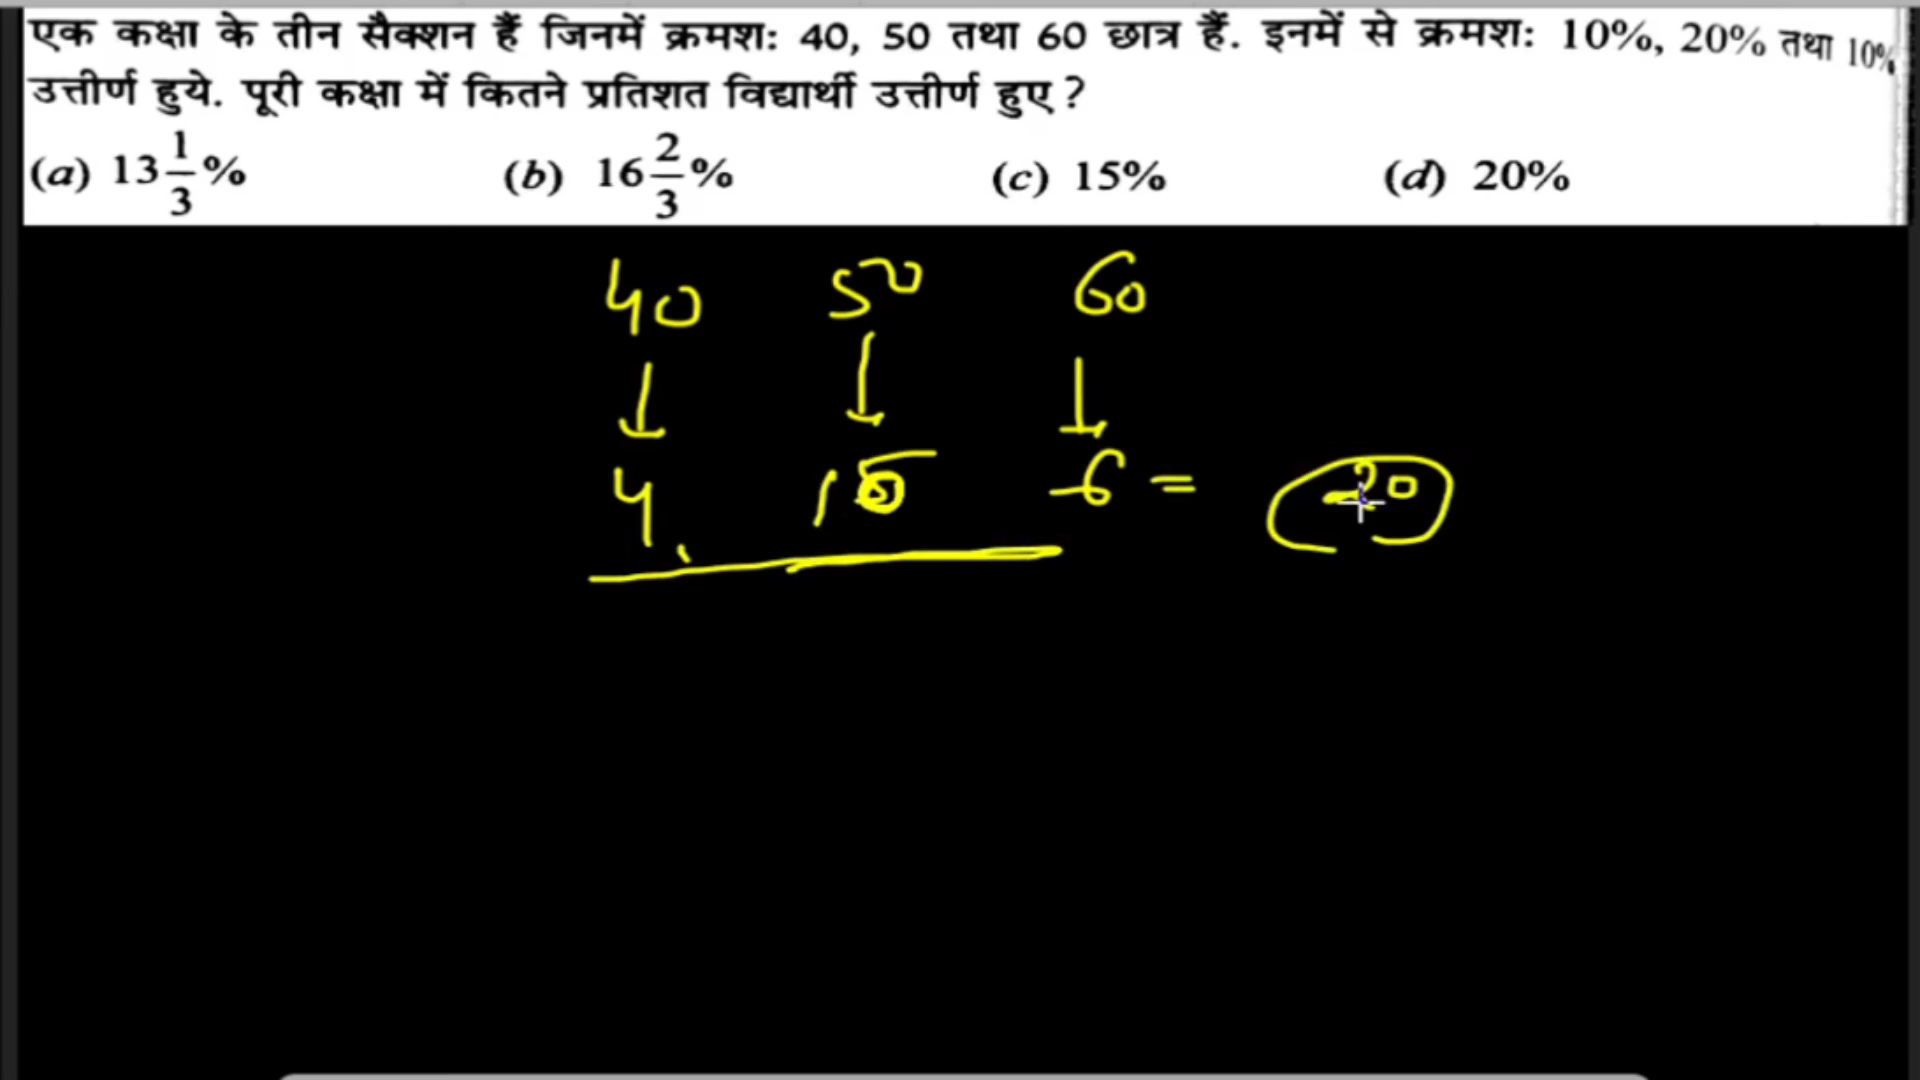 एक कक्षा के तीन सैक्शन हैं जिनमें क्रमश: 40, 50 तथा 60 छात्र हैं. इनमें से क्रमश: 10%, 20% तथा 10%
उत्तीर्ण हुये. पूरी कक्षा में कितने प्रतिशत विद्यार्थी उत्तीर्ण हुए ?
(a) 13 1/3 % (b) 16 2/3 % (c) 15% (d) 20%
40 50 60
4 10 6 = 20